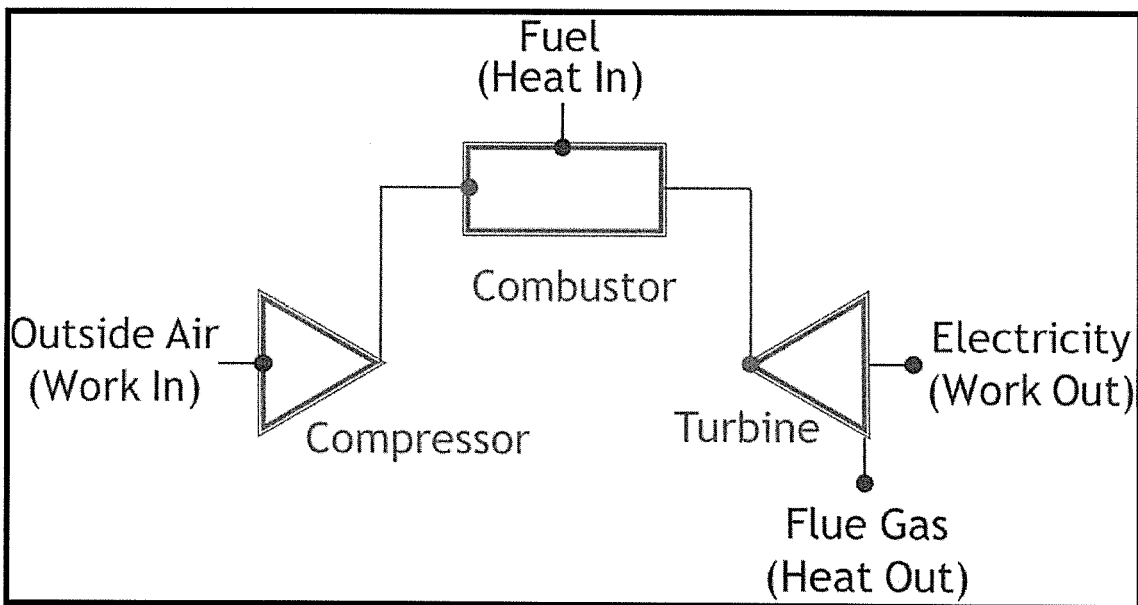 Fuel
(Heat In)
Combustor
Outside Air
(Work In)
Compressor
Turbine
Electricity
(Work Out)
Flue Gas
(Heat Out)